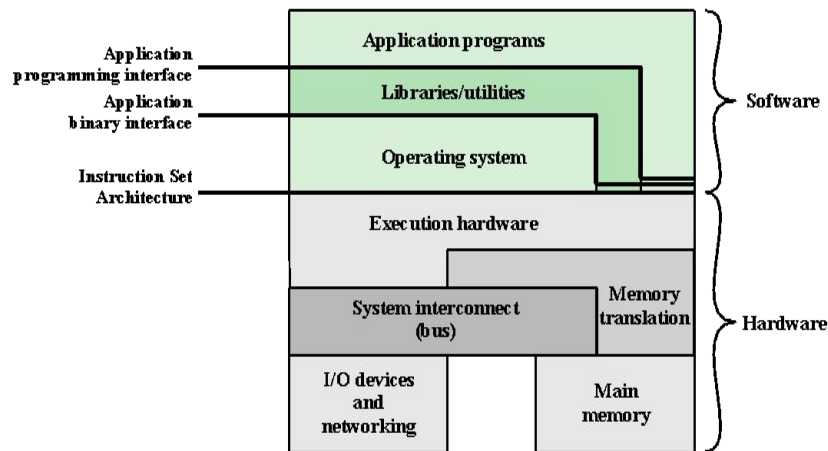 Application programs
Application
programming interface
Libraries/utilities
Software
Application
binary interface
Operating system
Instruction Set
Architecture
Execution hardware
System interconnect
(bus)
Memory
translation
Hardware
I/O devices
and
networking
Main
memory